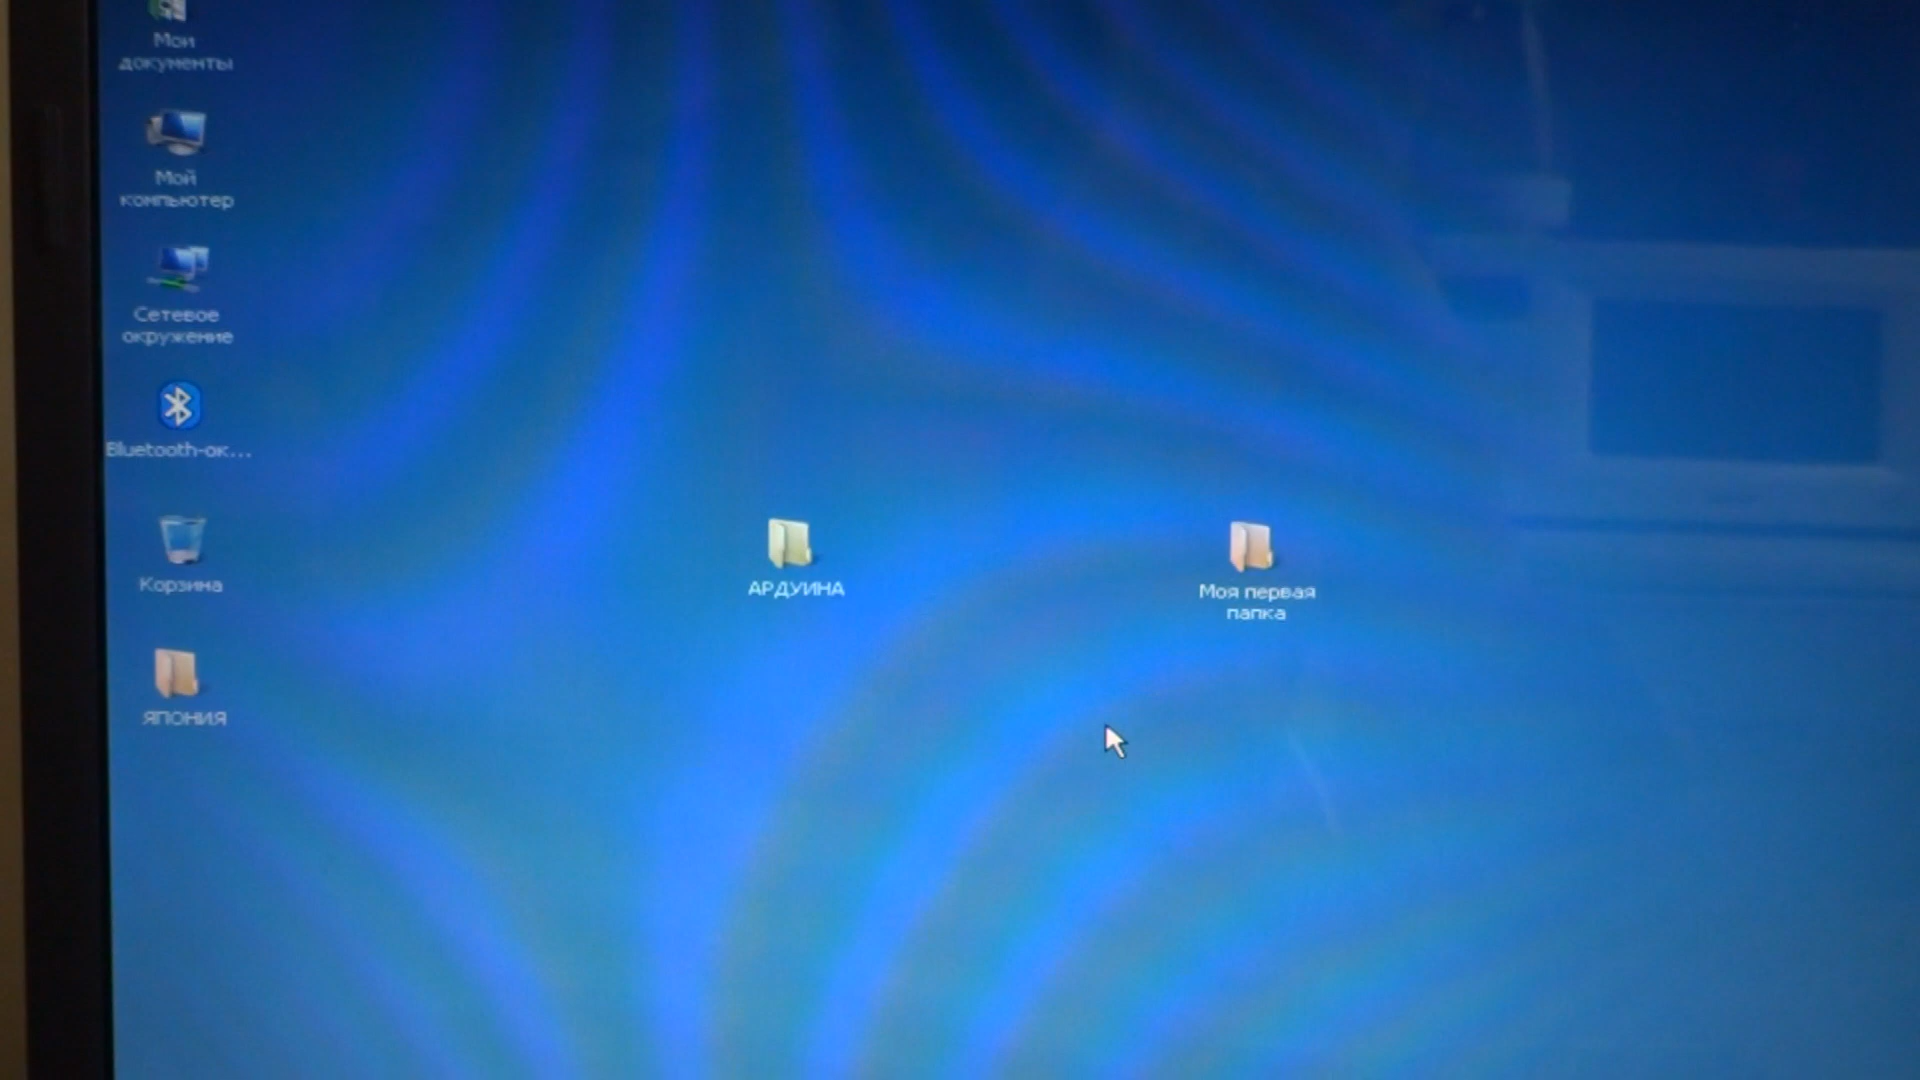 Мои
документы
Мой
компьютер
Сетевое
окружение
Bluetooth-ок...
Корзина
ЯПОНИЯ
АРДУИНА
Моя первая
папка